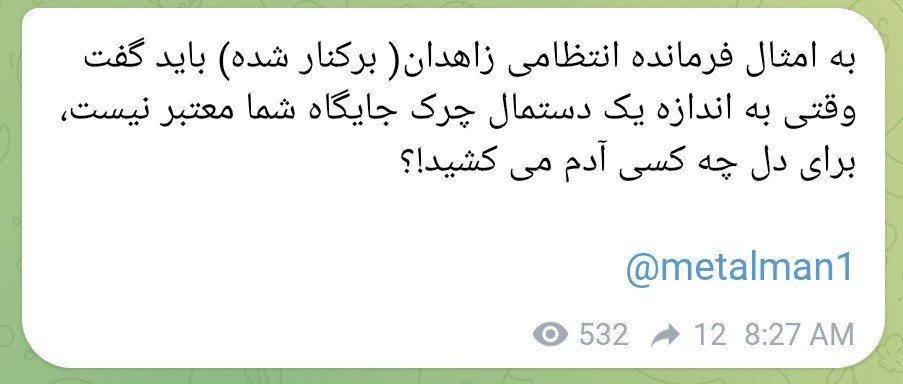 به امثال فرمانده انتظامی زاهدان( برکنار شده) باید گفت
وقتی به اندازه یک دستمال چرک جایگاه شما معتبر نیست،
برای دل چه کسی آدم می کشید!؟
@metalman1
532 12 8:27 AM